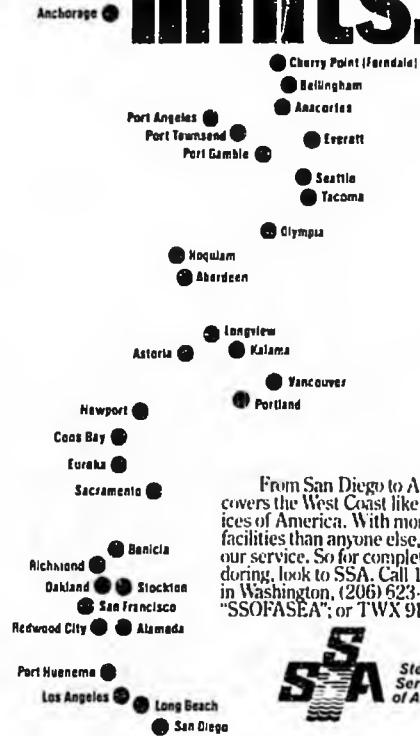 Anchorage
Cherry Point (Ferndale)
Bellingham
Anacortes
Port Angeles
Port Townsend
Everett
Port Gamble
Seattle
Tacoma
Olympia
Hoquiam
Aberdeen
Longview
Astoria
Kalama
Vancouver
Portland
Newport
Coos Bay
Eureka
Sacramento
Benicia
Richmond
Oakland
Stockton
San Francisco
Redwood City
Alameda
Port Hueneme
Los Angeles
Long Beach
San Diego
From San Diego to A
covers the West Coast like
ices of America. With mor
facilities than anyone else,
our service. So for complet
doring, look to SSA. Call 1
in Washington, (206) 623-
"SSOFASEA"; or TWX 91
SSA
Ste
Serv
of A